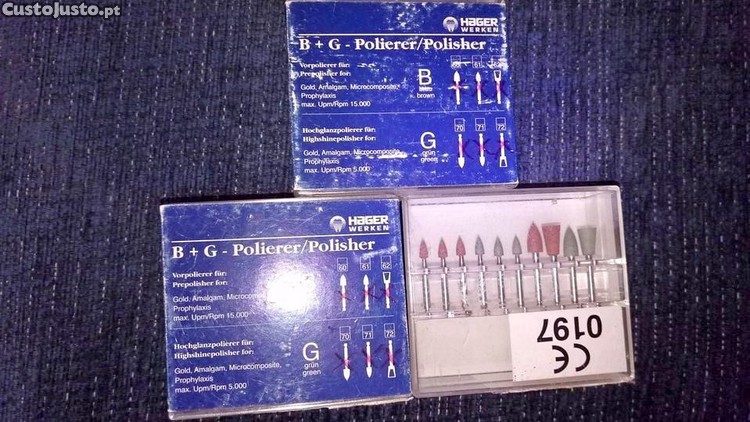 CustoJusto.pt
HAGER
WERKEN
B + G - Polierer/Polisher
Vorpolierer für:
Prepolisher for:
Gold, Amalgam, Microcomposite,
Prophylaxis
max. Upm/Rpm 15.000
B
brown
61
Hochglanzpolierer für:
Highshinepolisher for:
Gold, Amalgam, Microcomposite,
Prophylaxis
max. Upm/Rpm 5.000
G
grün
green
70 71 72
HAGER
WERKEN
B + G - Polierer/Polisher
Vorpolierer für:
Prepolisher for:
Gold, Amalgam, Microcomposite
Prophylaxis
max. Upm/Rpm 15.000
60 61 62
Hochglanzpolierer für:
Highshinepolisher for:
Gold, Amalgam, Microcomposite,
Prophylaxis
max. Upm/Rpm 5.000
G
grün
green
70 71 72
CE
0197